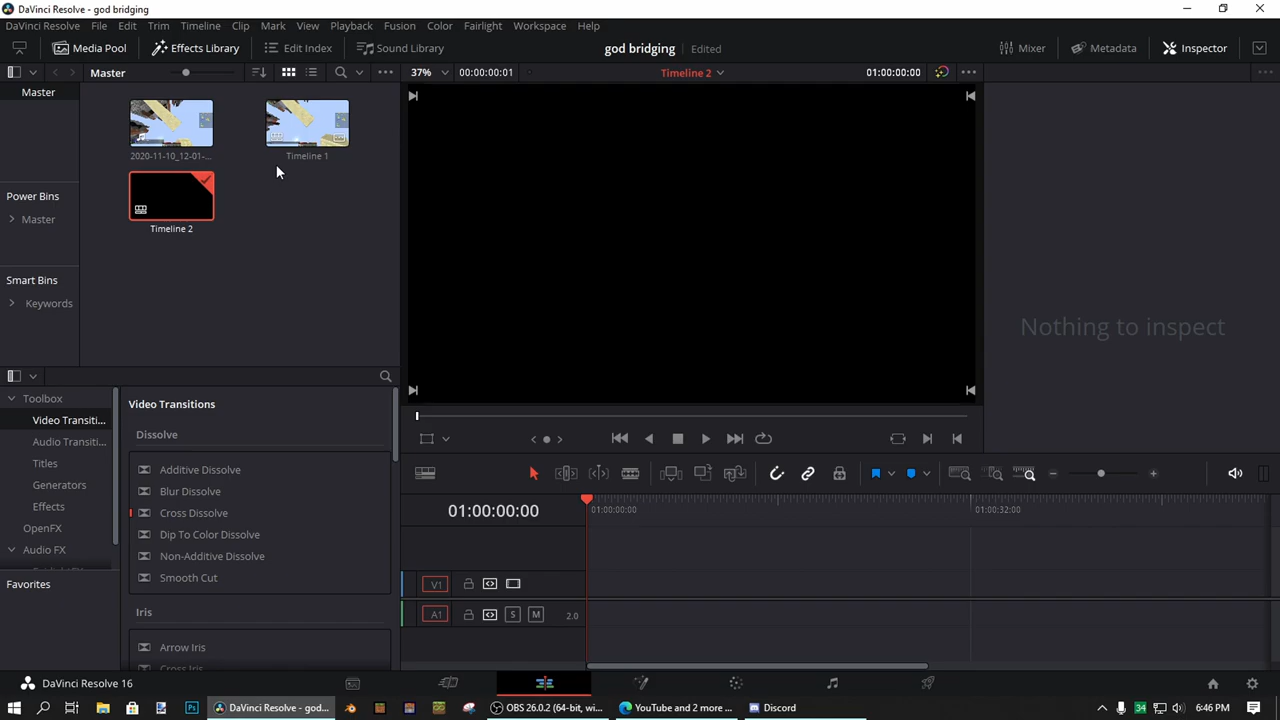 DaVinci Resolve - god bridging
DaVinci Resolve File Edit Trim Timeline Clip Mark View Playback Fusion Color Fairlight Workspace Help
Media Pool Effects Library Edit Index Sound Library god bridging Edited Mixer Metadata Inspector
Master 37% 00:00:00:01 Timeline 2 01:00:00:00
Master
2020-11-10_12-01-... Timeline 1
Power Bins
Master
Timeline 2
Smart Bins
Keywords
Nothing to inspect
Toolbox
Video Transiti...
Audio Transiti...
Titles
Generators
Effects
OpenFX
Audio FX
Favorites
Video Transitions
Dissolve
Additive Dissolve
Blur Dissolve
Cross Dissolve
Dip To Color Dissolve
Non-Additive Dissolve
Smooth Cut
Iris
Arrow Iris
01:00:00:00 01:00:00:00 01:00:32:00
V1
A1 S M 2.0
DaVinci Resolve 16
Ps DaVinci Resolve - god... OBS 26.0.2 (64-bit, wi... YouTube and 2 more ... Discord 34 6:46 PM